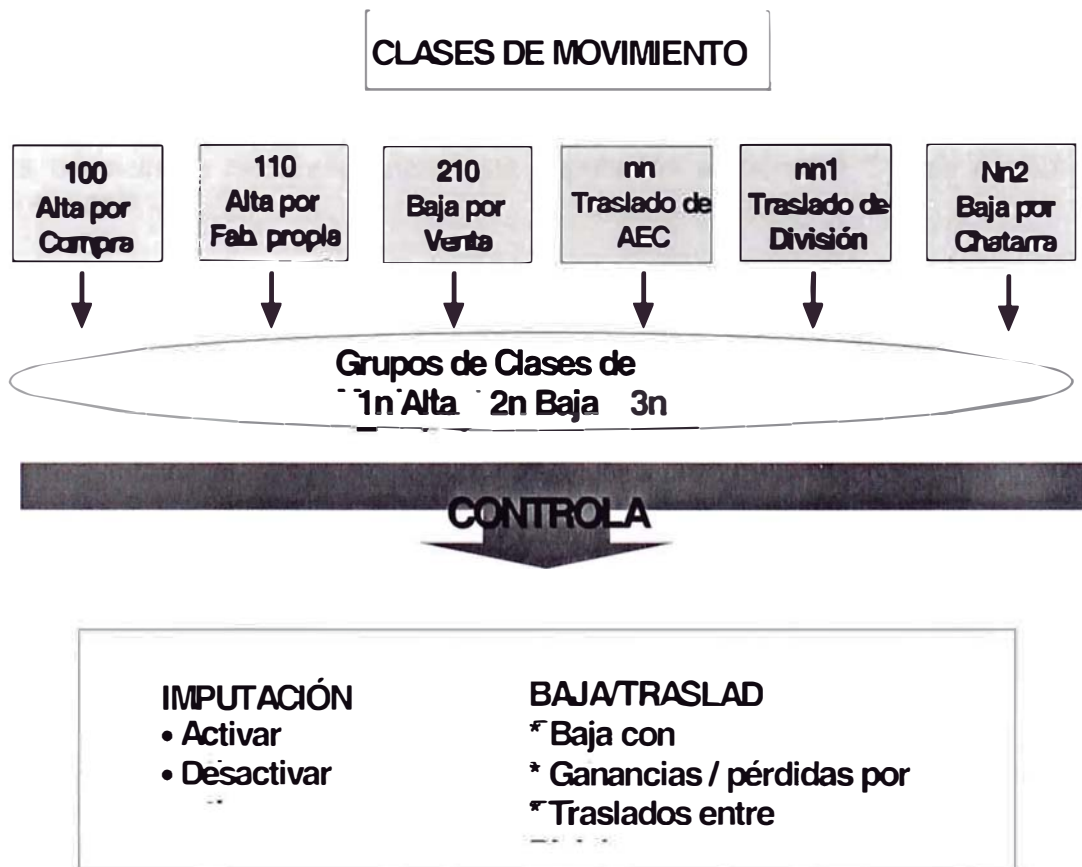 CLASES DE MOVIMIENTO
100
Alta por
Compra
110
Alta por
Fab. propia
210
Baja por
Venta
nn
Traslado de
AEC
nn1
Traslado de
División
Nn2
Baja por
Chatarra
Grupos de Clases de
1n Alta 2n Baja 3n
CONTROLA
IMPUTACIÓN
• Activar
• Desactivar
BAJA/TRASLAD
* Baja con
* Ganancias / pérdidas por
* Traslados entre